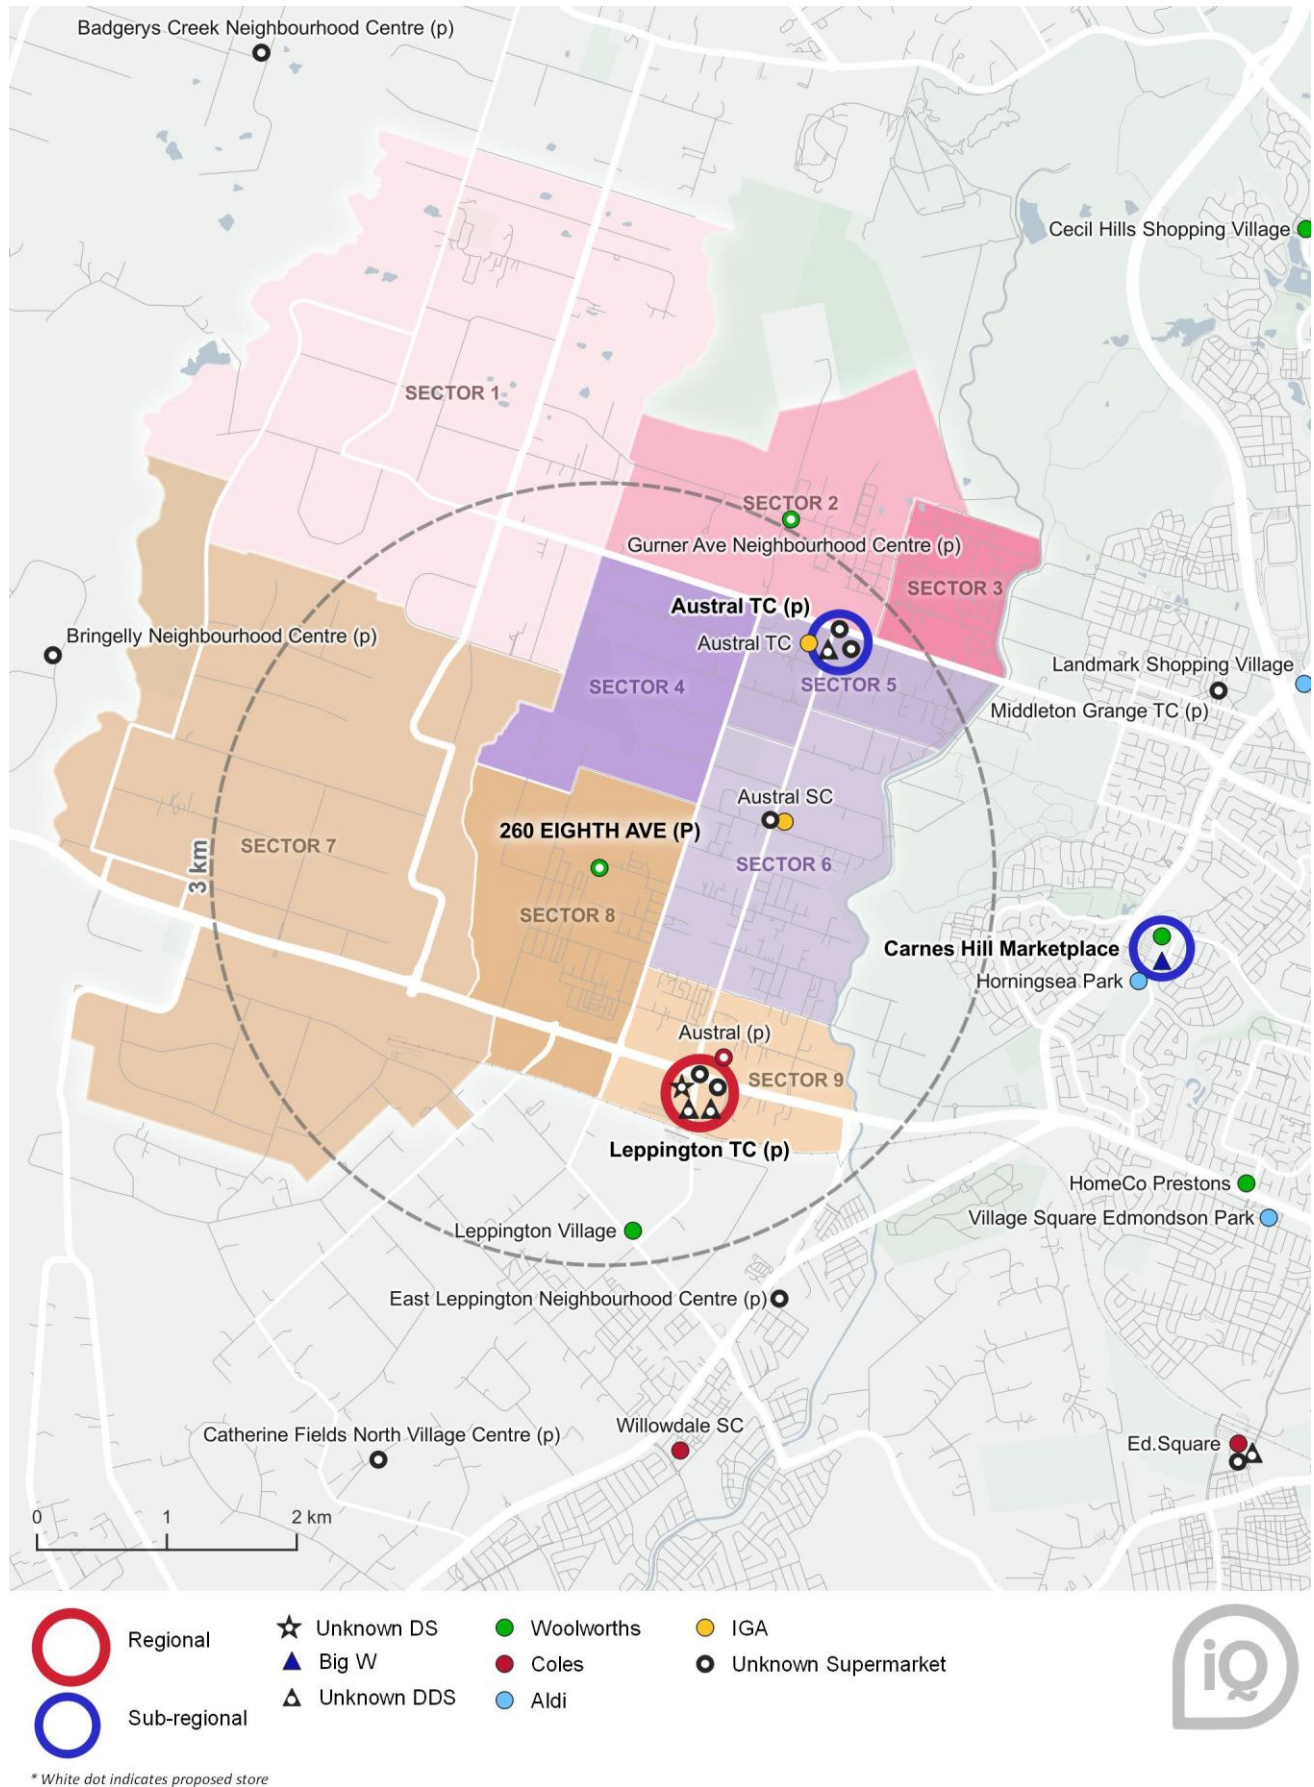 Badgerys Creek Neighbourhood Centre (p)
Cecil Hills Shopping Village
SECTOR 1
SECTOR 2
Gurner Ave Neighbourhood Centre (p)
SECTOR 3
Austral TC (p)
Bringelly Neighbourhood Centre (p)
Austral TC
Landmark Shopping Village
SECTOR 4
SECTOR 5
Middleton Grange TC (p)
Austral SC
260 EIGHTH AVE (P)
SECTOR 7
SECTOR 6
3 km
SECTOR 8
Carnes Hill Marketplace
Horningsea Park
Austral (p)
SECTOR 9
Leppington TC (p)
HomeCo Prestons
Village Square Edmondson Park
Leppington Village
East Leppington Neighbourhood Centre (p)
Willowdale SC
Catherine Fields North Village Centre (p)
Ed.Square
0 1 2 km
Regional
Sub-regional
Unknown DS
Big W
Unknown DDS
Woolworths
Coles
Aldi
IGA
Unknown Supermarket
iQ
* White dot indicates proposed store